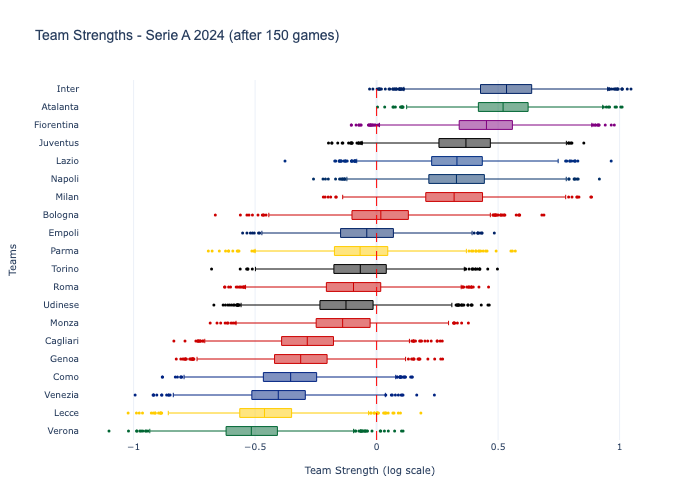 Team Strengths - Serie A 2024 (after 150 games)
Inter
Atalanta
Fiorentina
Juventus
Lazio
Napoli
Milan
Bologna
Empoli
Parma
Torino
Roma
Udinese
Monza
Cagliari
Genoa
Como
Venezia
Lecce
Verona
Teams
−1
−0.5
0
0.5
1
Team Strength (log scale)